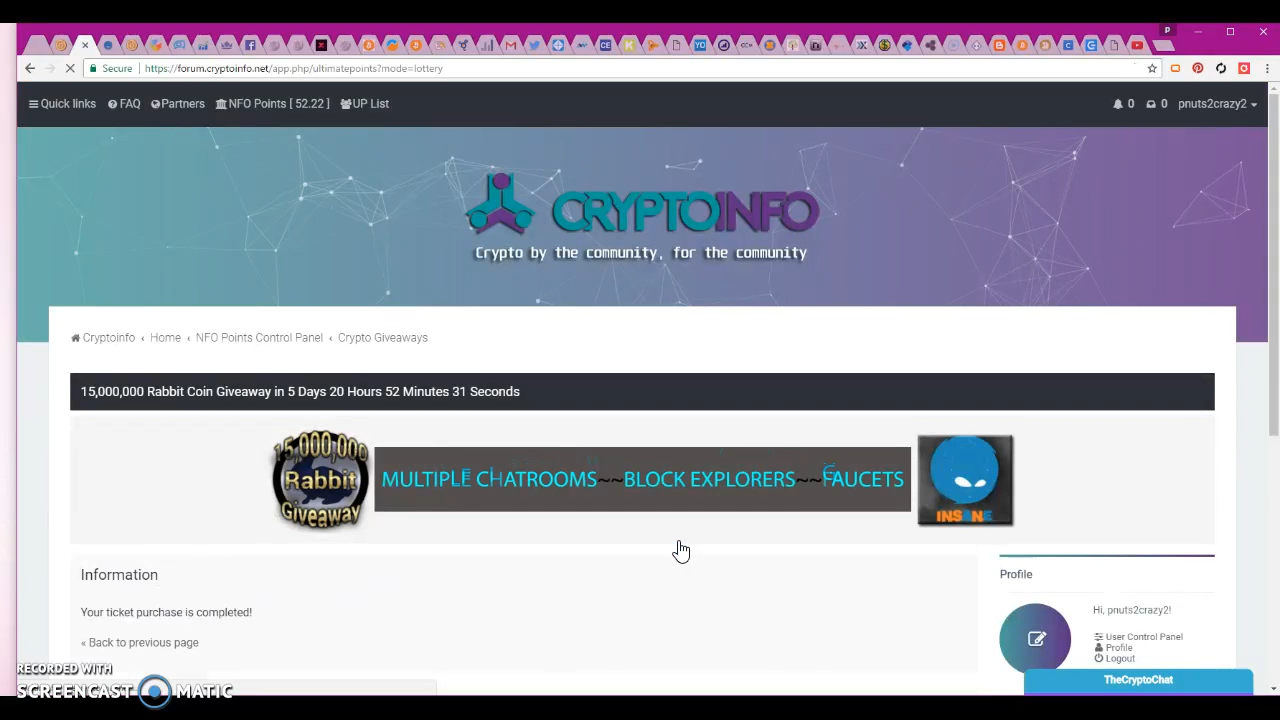 Secure https://forum.cryptoinfo.net/app.php/ultimatepoints?mode=lottery
Quick links FAQ Partners NFO Points [ 52.22 ] UP List 0 0 pnuts2crazy2
CRYPTOINFO
Crypto by the community, for the community
Cryptoinfo ‹ Home ‹ NFO Points Control Panel ‹ Crypto Giveaways
15,000,000 Rabbit Coin Giveaway in 5 Days 20 Hours 52 Minutes 31 Seconds
15,000,000
Rabbit
Giveaway
MULTIPLE CHATROOMS~~BLOCK EXPLORERS~~FAUCETS
INSANE
Information
Your ticket purchase is completed!
« Back to previous page
Profile
Hi, pnuts2crazy2!
User Control Panel
Profile
Logout
TheCryptoChat
RECORDED WITH
SCREENCAST MATIC